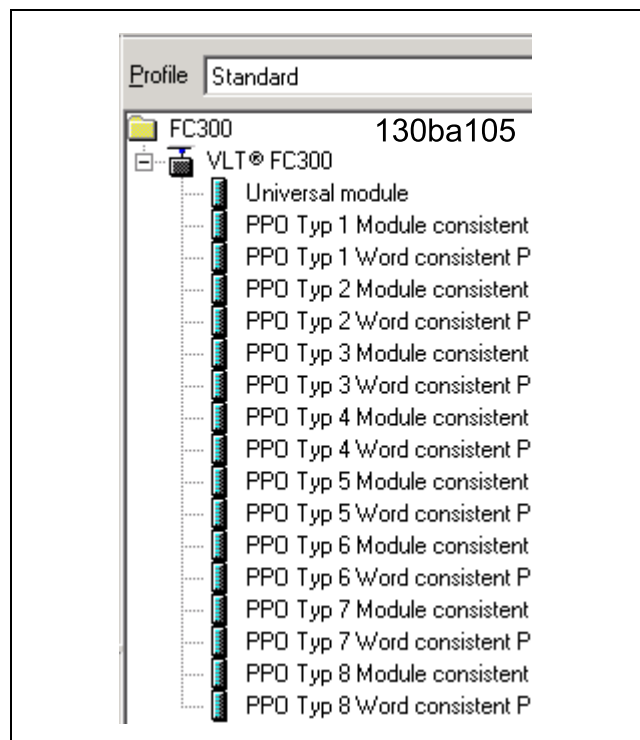 Profile Standard
FC300 130ba105
VLT® FC300
Universal module
PPO Typ 1 Module consistent
PPO Typ 1 Word consistent P
PPO Typ 2 Module consistent
PPO Typ 2 Word consistent P
PPO Typ 3 Module consistent
PPO Typ 3 Word consistent P
PPO Typ 4 Module consistent
PPO Typ 4 Word consistent P
PPO Typ 5 Module consistent
PPO Typ 5 Word consistent P
PPO Typ 6 Module consistent
PPO Typ 6 Word consistent P
PPO Typ 7 Module consistent
PPO Typ 7 Word consistent P
PPO Typ 8 Module consistent
PPO Typ 8 Word consistent P